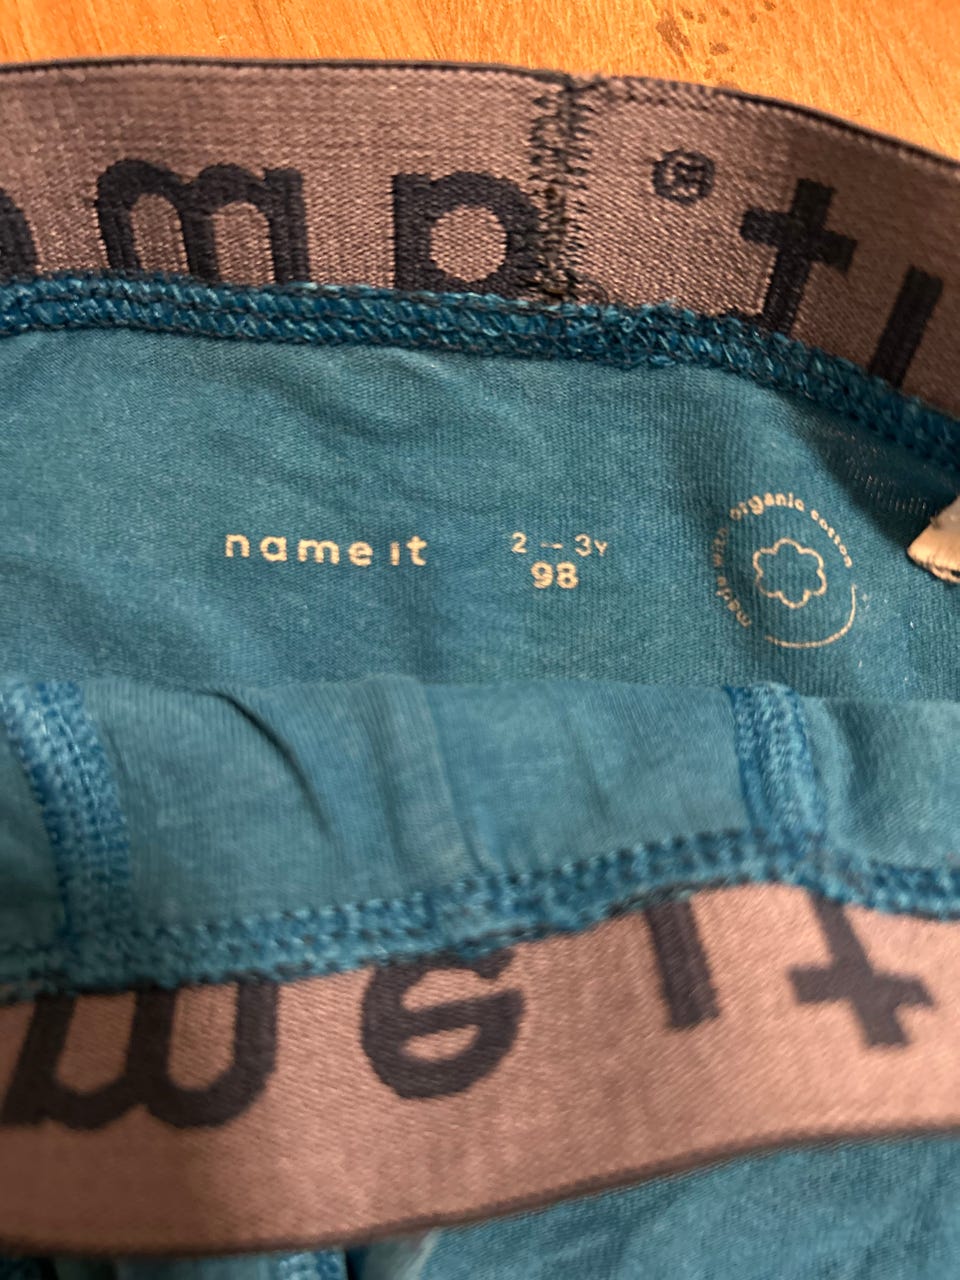 ®
name it
2 -- 3Y
98
made with organic cotton